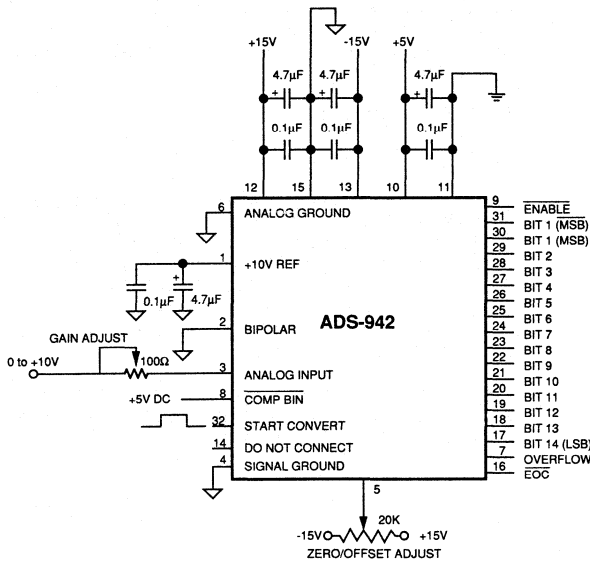 +15V
-15V
+5V
4.7µF
4.7µF
4.7µF
+
+
+
0.1µF
0.1µF
0.1µF
12
15
13
10
11
6
ANALOG GROUND
1
+10V REF
+
0.1µF
4.7µF
2
BIPOLAR
ADS-942
GAIN ADJUST
0 to +10V
100Ω
3
ANALOG INPUT
+5V DC
8
COMP BIN
32
START CONVERT
14
DO NOT CONNECT
4
SIGNAL GROUND
9
ENABLE
31
BIT 1 (MSB)
30
BIT 1 (MSB)
29
BIT 2
28
BIT 3
27
BIT 4
26
BIT 5
25
BIT 6
24
BIT 7
23
BIT 8
22
BIT 9
21
BIT 10
20
BIT 11
19
BIT 12
18
BIT 13
17
BIT 14 (LSB)
7
OVERFLOW
16
EOC
5
20K
-15V
+15V
ZERO/OFFSET ADJUST